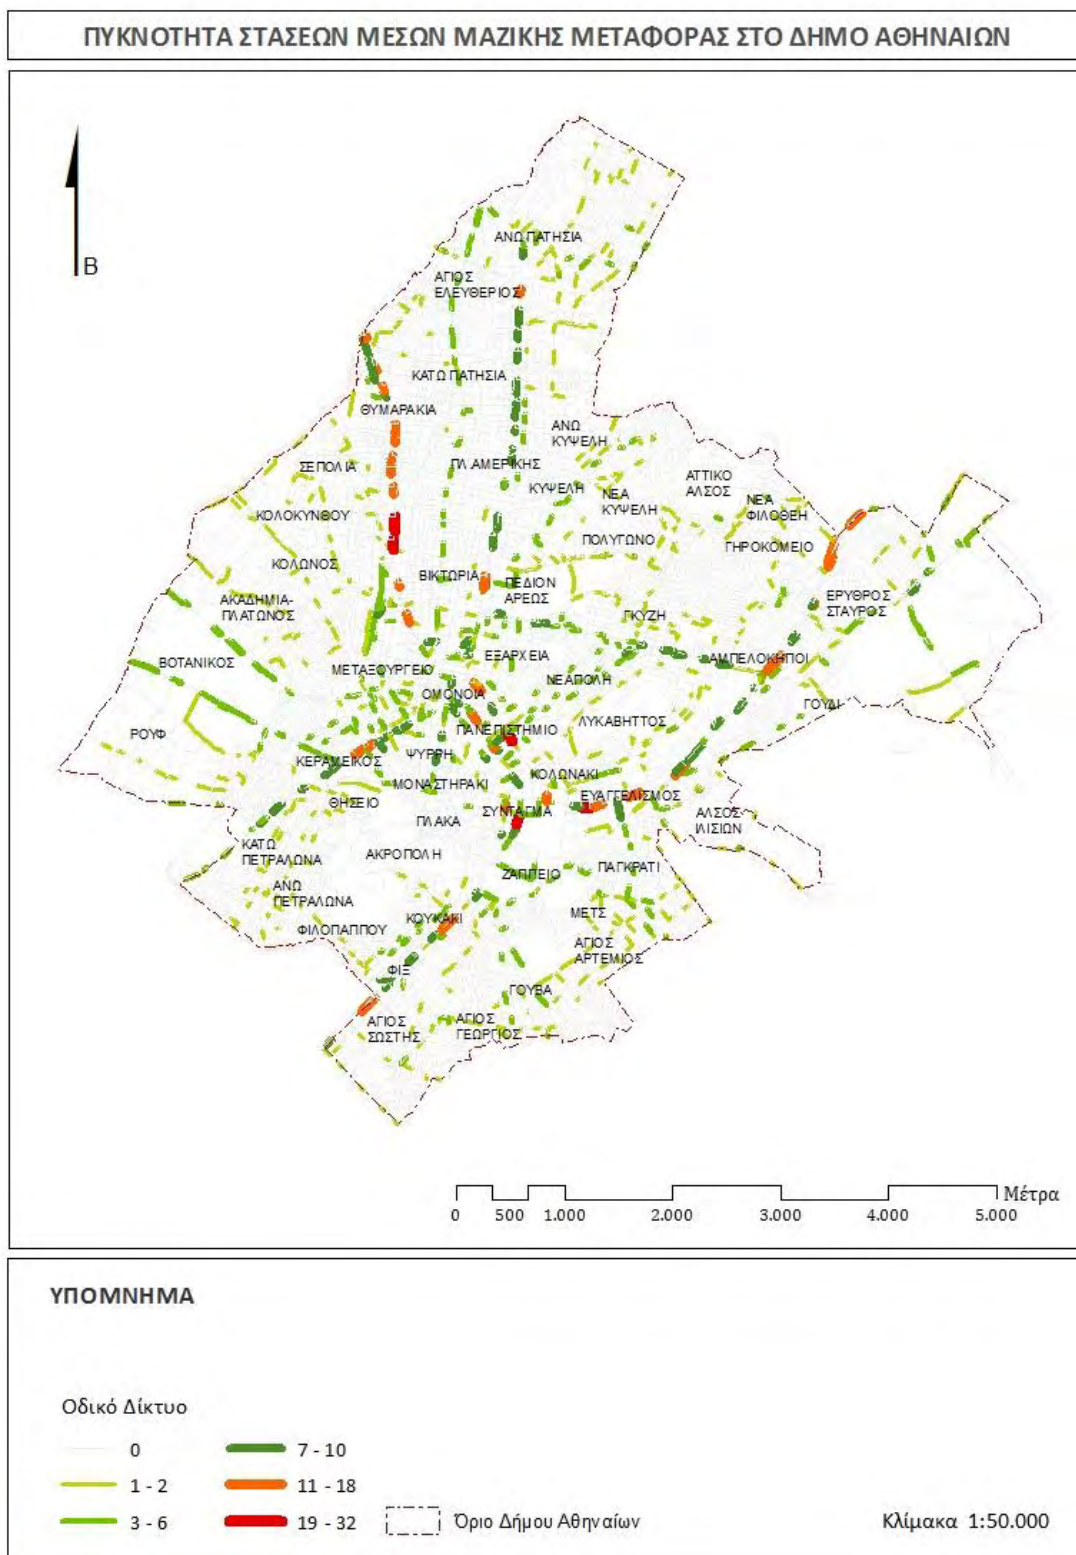 ΠΥΚΝΟΤΗΤΑ ΣΤΑΣΕΩΝ ΜΕΣΩΝ ΜΑΖΙΚΗΣ ΜΕΤΑΦΟΡΑΣ ΣΤΟ ΔΗΜΟ ΑΘΗΝΑΙΩΝ
Β
ΑΝΩ ΠΑΤΗΣΙΑ
ΑΓΙΟΣ
ΕΛΕΥΘΕΡΙΟΣ
ΚΑΤΩ ΠΑΤΗΣΙΑ
ΘΥΜΑΡΑΚΙΑ
ΑΝΩ
ΚΥΨΕΛΗ
ΣΕΠΟΛΙΑ
ΠΛ.ΑΜΕΡΙΚΗΣ
ΑΤΤΙΚΟ
ΑΛΣΟΣ
ΚΥΨΕΛΗ
ΝΕΑ
ΚΥΨΕΛΗ
ΝΕΑ
ΦΙΛΟΘΕΗ
ΚΟΛΟΚΥΝΘΟΥ
ΠΟΛΥΓΩΝΟ
ΓΗΡΟΚΟΜΕΙΟ
ΚΟΛΩΝΟΣ
ΒΙΚΤΩΡΙΑ
ΠΕΔΙΟΝ
ΑΡΕΩΣ
ΑΚΑΔΗΜΙΑ-
ΠΛΑΤΩΝΟΣ
ΓΚΥΖΗ
ΕΡΥΘΡΟΣ
ΣΤΑΥΡΟΣ
ΒΟΤΑΝΙΚΟΣ
ΜΕΤΑΞΟΥΡΓΕΙΟ
ΕΞΑΡΧΕΙΑ
ΑΜΠΕΛΟΚΗΠΟΙ
ΟΜΟΝΟΙΑ
ΝΕΑΠΟΛΗ
ΓΟΥΔΙ
ΡΟΥΦ
ΠΑΝΕΠΙΣΤΗΜΙΟ
ΛΥΚΑΒΗΤΤΟΣ
ΚΕΡΑΜΕΙΚΟΣ
ΨΥΡΡΗ
ΜΟΝΑΣΤΗΡΑΚΙ
ΚΟΛΩΝΑΚΙ
ΘΗΣΕΙΟ
ΕΥΑΓΓΕΛΙΣΜΟΣ
ΠΛΑΚΑ
ΣΥΝΤΑΓΜΑ
ΑΛΣΟΣ
ΙΛΙΣΙΩΝ
ΚΑΤΩ
ΠΕΤΡΑΛΩΝΑ
ΑΚΡΟΠΟΛΗ
ΖΑΠΠΕΙΟ
ΠΑΓΚΡΑΤΙ
ΑΝΩ
ΠΕΤΡΑΛΩΝΑ
ΦΙΛΟΠΑΠΠΟΥ
ΚΟΥΚΑΚΙ
ΜΕΤΣ
ΑΓΙΟΣ
ΑΡΤΕΜΙΟΣ
ΦΙΞ
ΓΟΥΒΑ
ΑΓΙΟΣ
ΣΩΣΤΗΣ
ΑΓΙΟΣ
ΓΕΩΡΓΙΟΣ
Μέτρα
0 500 1.000 2.000 3.000 4.000 5.000
ΥΠΟΜΝΗΜΑ
Οδικό Δίκτυο
0 7 - 10
1 - 2 11 - 18
3 - 6 19 - 32 Όριο Δήμου Αθηναίων Κλίμακα 1:50.000